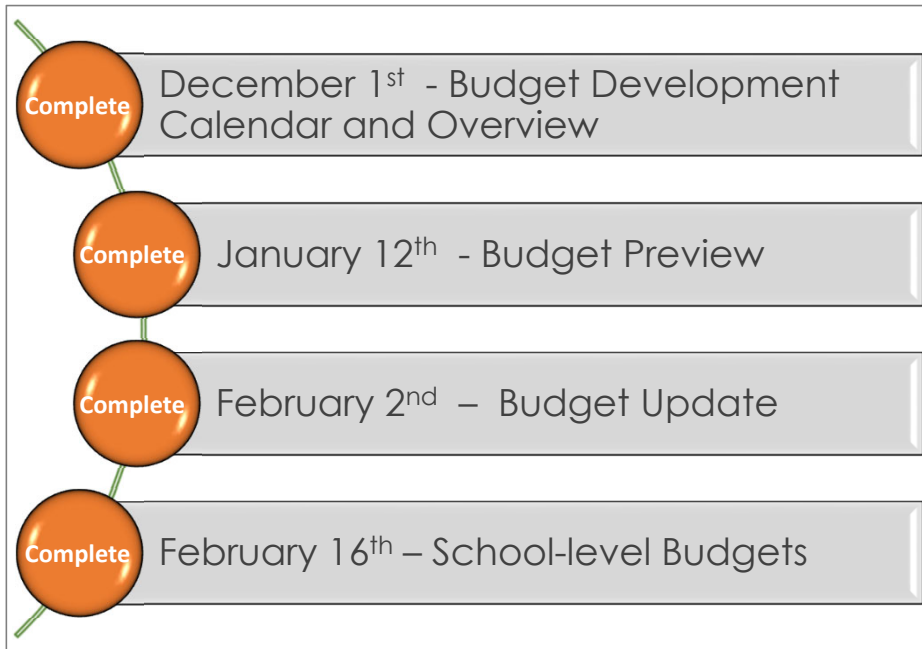 Complete
December 1st - Budget Development
Calendar and Overview
Complete
January 12th - Budget Preview
Complete
February 2nd – Budget Update
Complete
February 16th – School-level Budgets